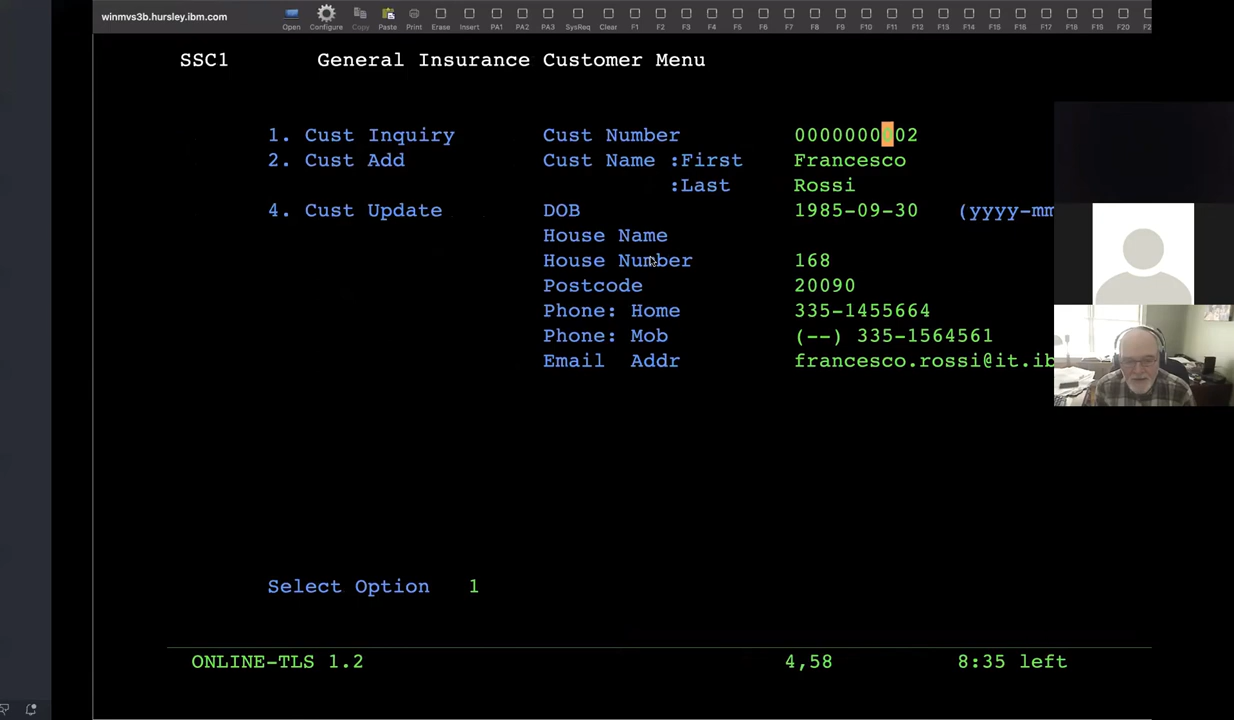 winmvs3b.hursley.ibm.com
Open Configure Copy Paste Print Erase Insert PA1 PA2 PA3 SysReq Clear F1 F2 F3 F4 F5 F6 F7 F8 F9 F10 F11 F12 F13 F14 F15 F16 F17 F18 F19 F20 F2
SSC1 General Insurance Customer Menu
1. Cust Inquiry Cust Number 0000000002
2. Cust Add Cust Name :First Francesco
:Last Rossi
4. Cust Update DOB 1985-09-30 (yyyy-mm
House Name
House Number 168
Postcode 20090
Phone: Home 335-1455664
Phone: Mob (--) 335-1564561
Email Addr francesco.rossi@it.ib
Select Option 1
ONLINE-TLS 1.2 4,58 8:35 left